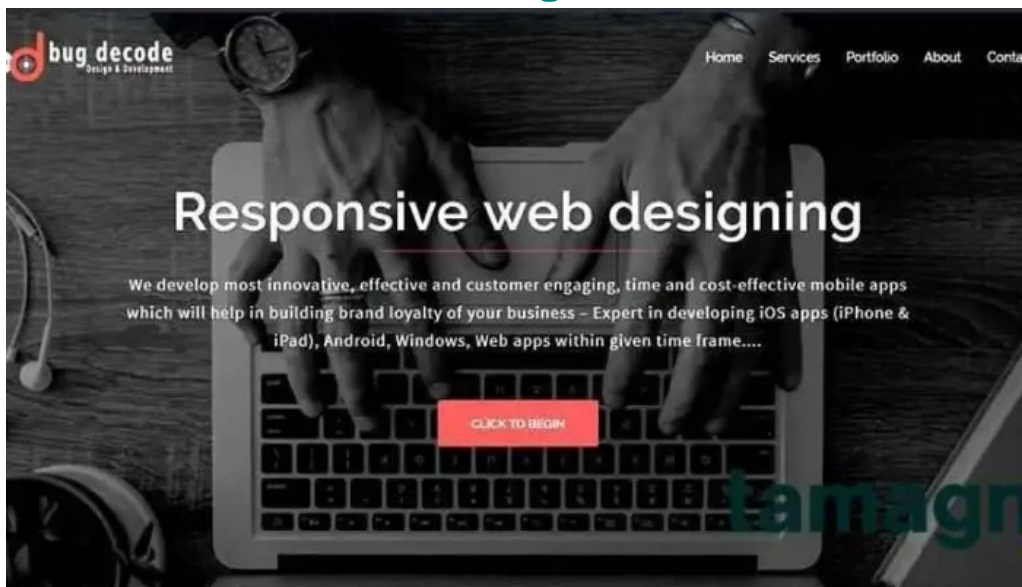 bug decode
Design & Development
Home Services Portfolio About Conta
Responsive web designing
We develop most innovative, effective and customer engaging, time and cost-effective mobile apps
which will help in building brand loyalty of your business – Expert in developing iOS apps (iPhone &
iPad), Android, Windows, Web apps within given time frame....
CLICK TO BEGIN
tamagn